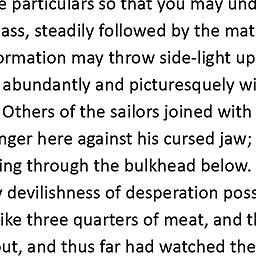 particulars so that you may und
ass, steadily followed by the mat
ormation may throw side-light up
abundantly and picturesquely wi
Others of the sailors joined with
nger here against his cursed jaw;
ing through the bulkhead below.
devilishness of desperation poss
ike three quarters of meat, and th
out, and thus far had watched the